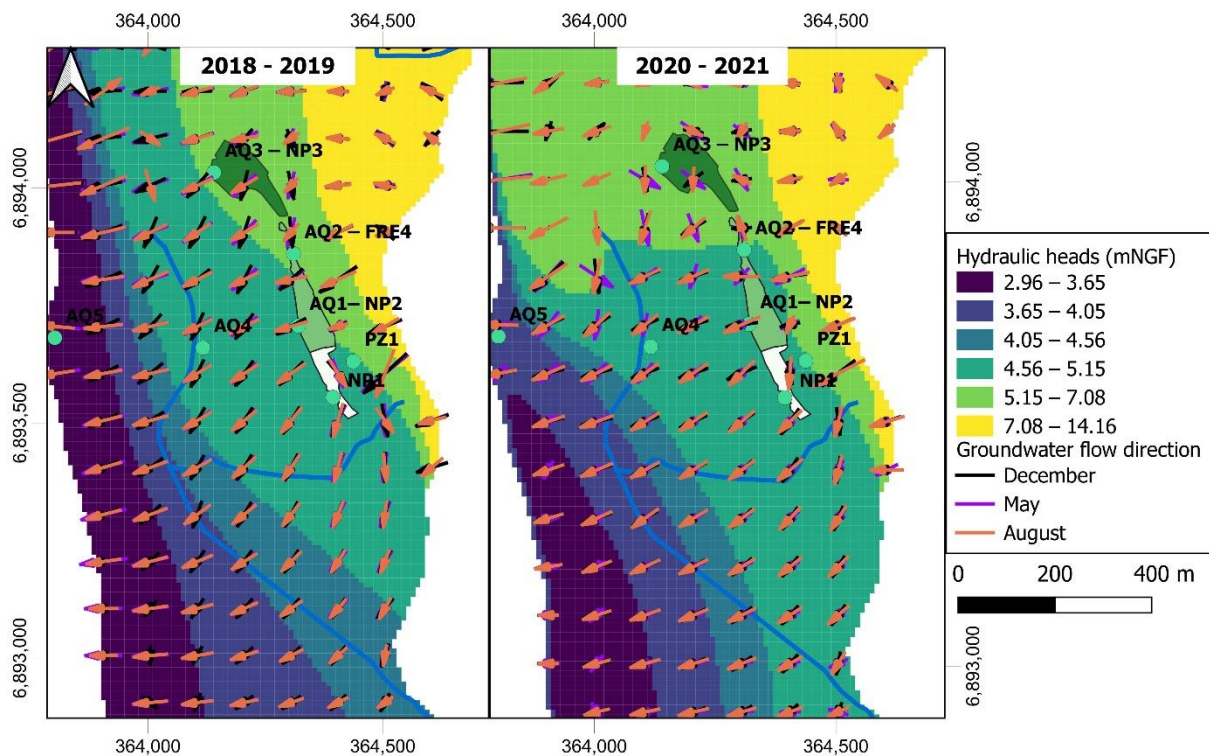 364,000
364,500
364,000
364,500
2018 - 2019
2020 - 2021
6,894,000
6,893,500
6,893,000
AQ3 – NP3
AQ2 – FRE4
AQ1 – NP2
AQ5
AQ4
PZ1
NP1
AQ3 – NP3
AQ2 – FRE4
AQ1 – NP2
AQ5
AQ4
PZ1
NP1
6,894,000
Hydraulic heads (mNGF)
2.96 – 3.65
3.65 – 4.05
4.05 – 4.56
4.56 – 5.15
5.15 – 7.08
7.08 – 14.16
Groundwater flow direction
December
May
August
0 200 400 m
6,893,000
364,000
364,500
364,000
364,500